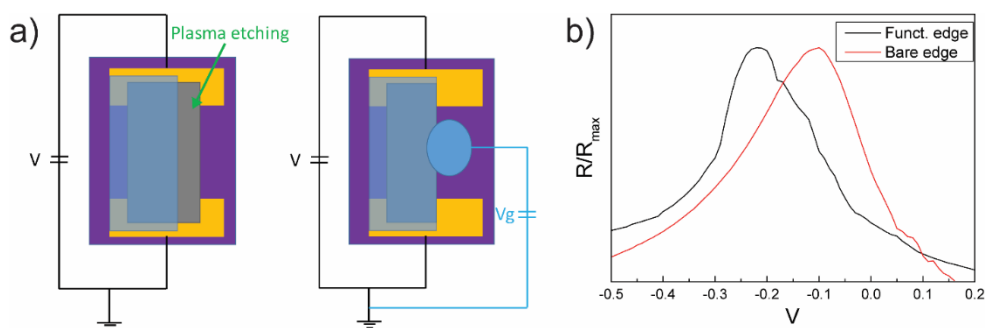 a)
Plasma etching
V
V
Vg
b)
Funct. edge
Bare edge
R/Rmax
-0.5 -0.4 -0.3 -0.2 -0.1 0.0 0.1 0.2
V